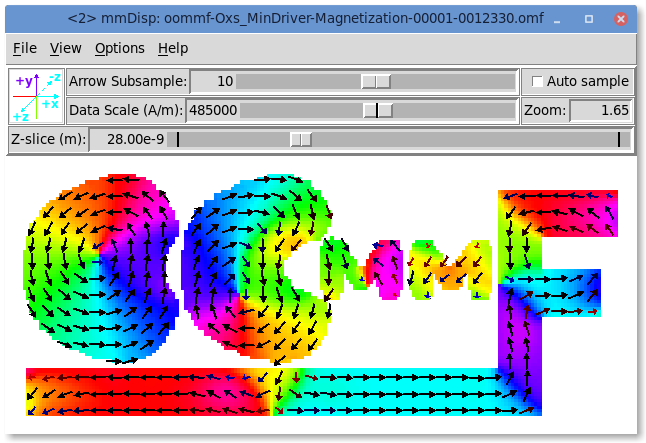 <2> mmDisp: oommf-Oxs_MinDriver-Magnetization-00001-0012330.omf
File View Options Help
+y -z +x +z
Arrow Subsample: 10 Auto sample
Data Scale (A/m): 485000 Zoom: 1.65
Z-slice (m): 28.00e-9
OOMMF